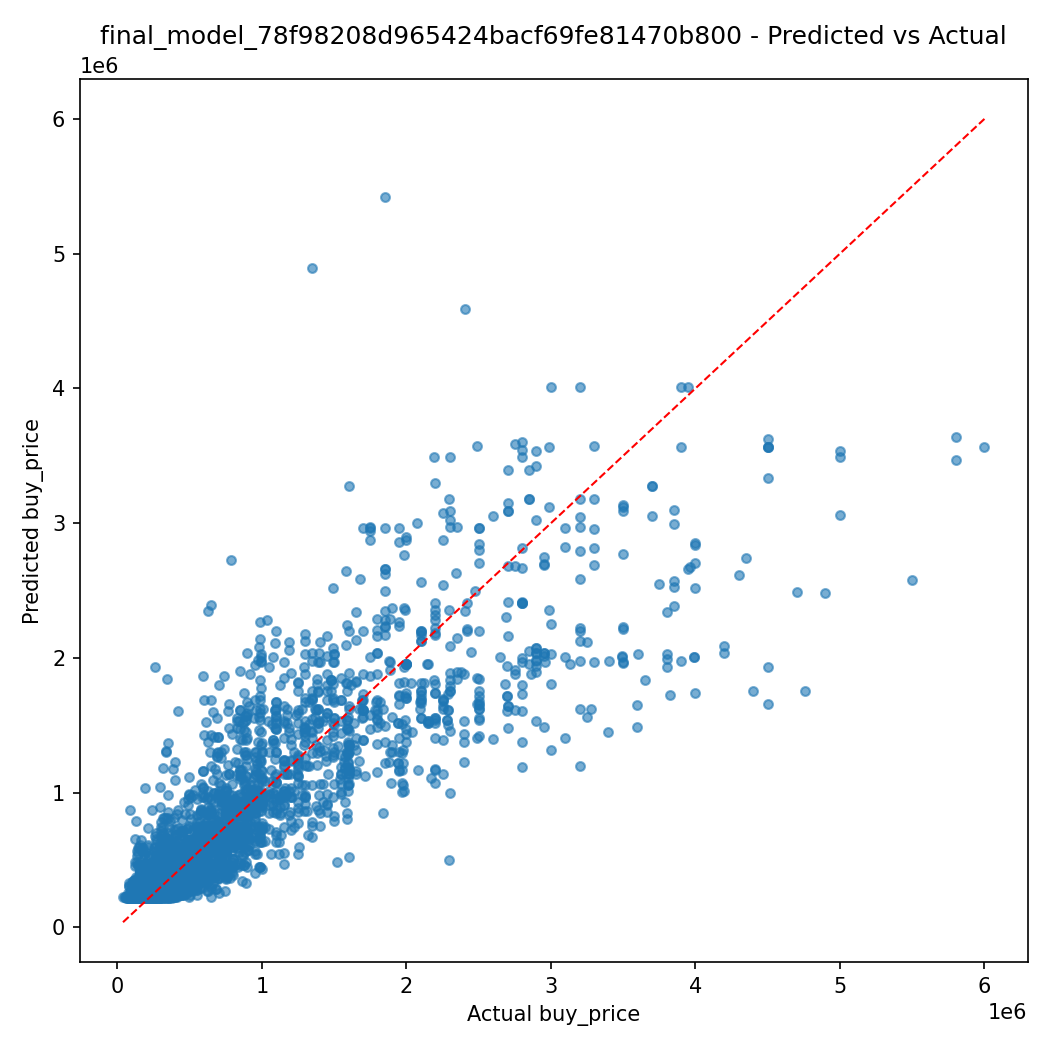 final_model_78f98208d965424bacf69fe81470b800 - Predicted vs Actual
1e6
6
5
4
3
2
1
0
Predicted buy_price
0 1 2 3 4 5 6
Actual buy_price
1e6